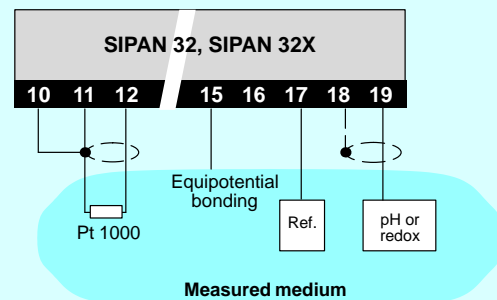 SIPAN 32, SIPAN 32X
10 11 12 15 16 17 18 19
Equipotential
bonding
Pt 1000
Ref.
pH or
redox
Measured medium